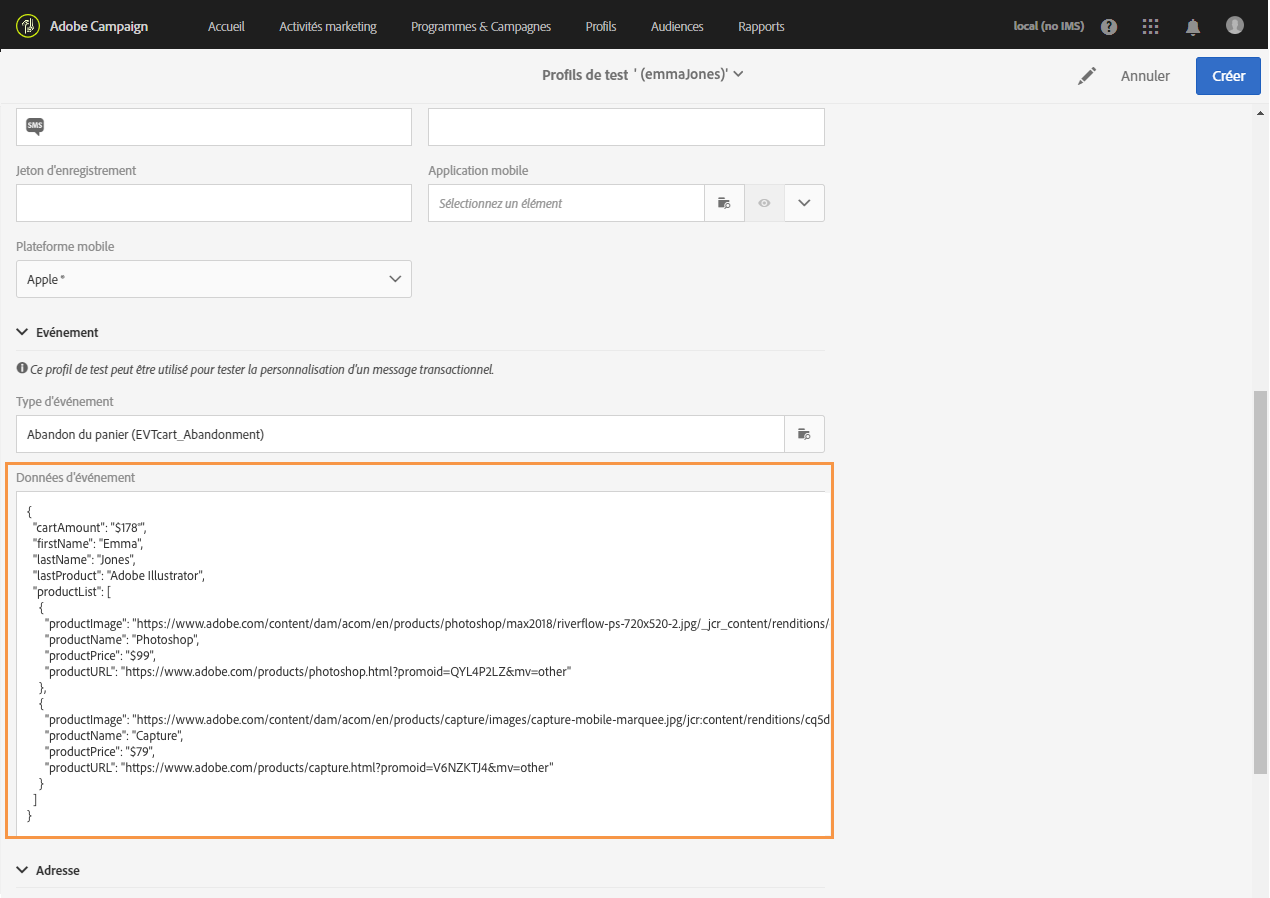 Adobe Campaign Accueil Activités marketing Programmes & Campagnes Profils Audiences Rapports local (no IMS)
Profils de test ' (emmaJones)' Annuler Créer
SMS
Jeton d'enregistrement Application mobile
Sélectionnez un élément
Plateforme mobile
Apple *
Evénement
Ce profil de test peut être utilisé pour tester la personnalisation d'un message transactionnel.
Type d'événement
Abandon du panier (EVTcart_Abandonment)
Données d'événement
{
"cartAmount": "$178"",
"firstName": "Emma",
"lastName": "Jones",
"lastProduct": "Adobe Illustrator",
"productList": [
{
"productImage": "https://www.adobe.com/content/dam/acom/en/products/photoshop/max2018/riverflow-ps-720x520-2.jpg/_jcr_content/renditions/
"productName": "Photoshop",
"productPrice": "$99",
"productURL": "https://www.adobe.com/products/photoshop.html?promoid=QYL4P2LZ&mv=other"
},
{
"productImage": "https://www.adobe.com/content/dam/acom/en/products/capture/images/capture-mobile-marquee.jpg/jcr:content/renditions/cq5d
"productName": "Capture",
"productPrice": "$79",
"productURL": "https://www.adobe.com/products/capture.html?promoid=V6NZKTJ4&mv=other"
}
]
}
Adresse